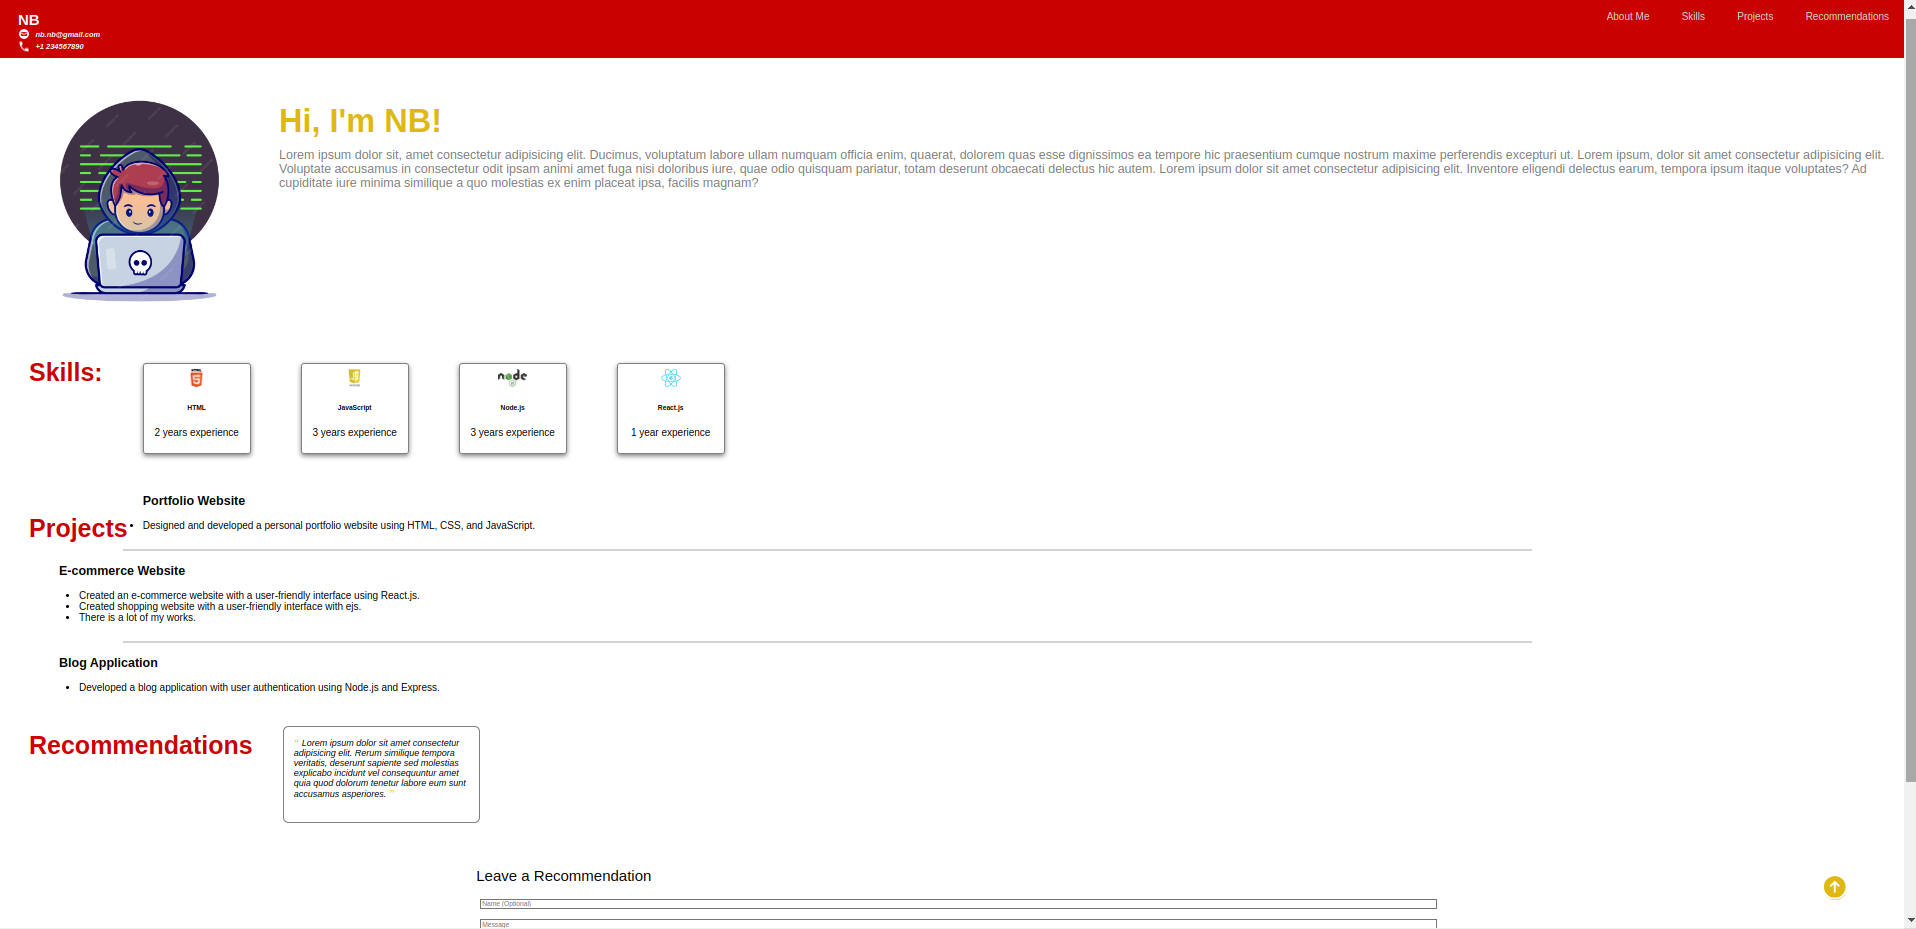 NB
nb.nb@gmail.com
+1 234567890
About Me
Skills
Projects
Recommendations
Hi, I'm NB!
Lorem ipsum dolor sit, amet consectetur adipisicing elit. Ducimus, voluptatum labore ullam numquam officia enim, quaerat, dolorem quas esse dignissimos ea tempore hic praesentium cumque nostrum maxime perferendis excepturi ut. Lorem ipsum, dolor sit amet consectetur adipisicing elit.
Voluptate accusamus in consectetur odit ipsam animi amet fuga nisi doloribus iure, quae odio quisquam pariatur, totam deserunt obcaecati delectus hic autem. Lorem ipsum dolor sit amet consectetur adipisicing elit. Inventore eligendi delectus earum, tempora ipsum itaque voluptates? Ad
cupiditate iure minima similique a quo molestias ex enim placeat ipsa, facilis magnam?
Skills:
HTML
2 years experience
JavaScript
3 years experience
node
Node.js
3 years experience
React.js
1 year experience
Projects
Portfolio Website
• Designed and developed a personal portfolio website using HTML, CSS, and JavaScript.
E-commerce Website
• Created an e-commerce website with a user-friendly interface using React.js.
• Created shopping website with a user-friendly interface with ejs.
• There is a lot of my works.
Blog Application
• Developed a blog application with user authentication using Node.js and Express.
Recommendations
“ Lorem ipsum dolor sit amet consectetur
adipisicing elit. Rerum similique tempora
veritatis, deserunt sapiente sed molestias
explicabo incidunt vel consequuntur amet
quia quod dolorum tenetur labore eum sunt
accusamus asperiores. ”
Leave a Recommendation
Name (Optional)
Message